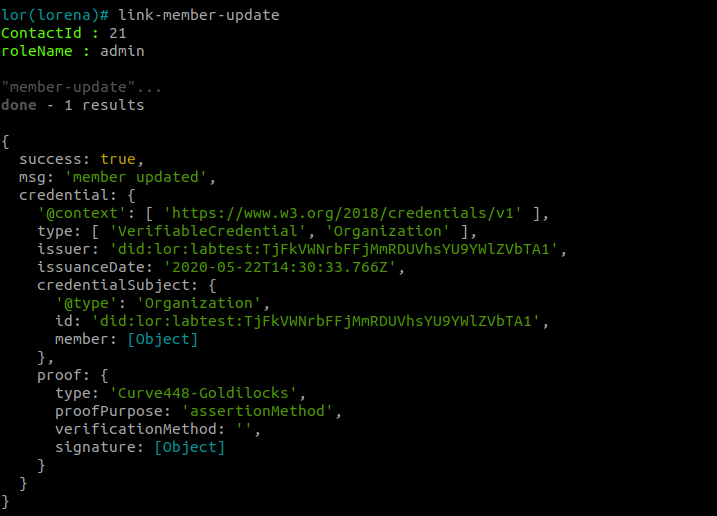 lor(lorena)# link-member-update
ContactId : 21
roleName : admin

"member-update"...
done - 1 results

{
  success: true,
  msg: 'member updated',
  credential: {
    '@context': [ 'https://www.w3.org/2018/credentials/v1' ],
    type: [ 'VerifiableCredential', 'Organization' ],
    issuer: 'did:lor:labtest:TjFkVWNrbFFjMmRDUVhsYU9YWlZVbTA1',
    issuanceDate: '2020-05-22T14:30:33.766Z',
    credentialSubject: {
      '@type': 'Organization',
      id: 'did:lor:labtest:TjFkVWNrbFFjMmRDUVhsYU9YWlZVbTA1',
      member: [Object]
    },
    proof: {
      type: 'Curve448-Goldilocks',
      proofPurpose: 'assertionMethod',
      verificationMethod: '',
      signature: [Object]
    }
  }
}